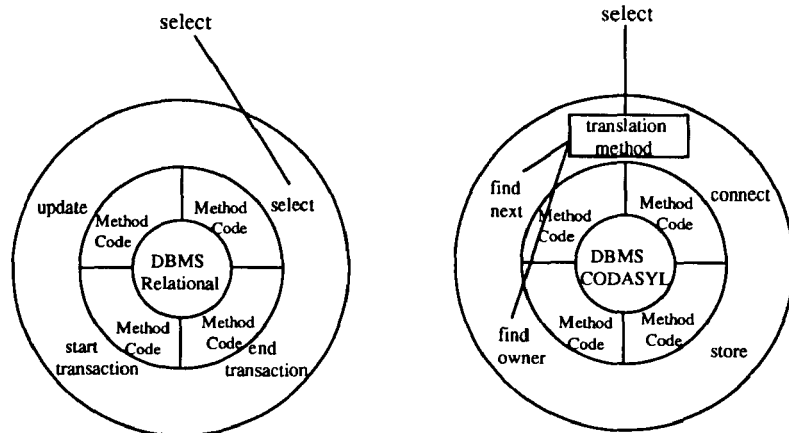 select
update
Method
Code
Method
Code
select
DBMS
Relational
start
transaction
Method
Code
Method
Code
end
transaction
select
translation
method
find
next
connect
Method
Code
Method
Code
DBMS
CODASYL
find
owner
Method
Code
Method
Code
store